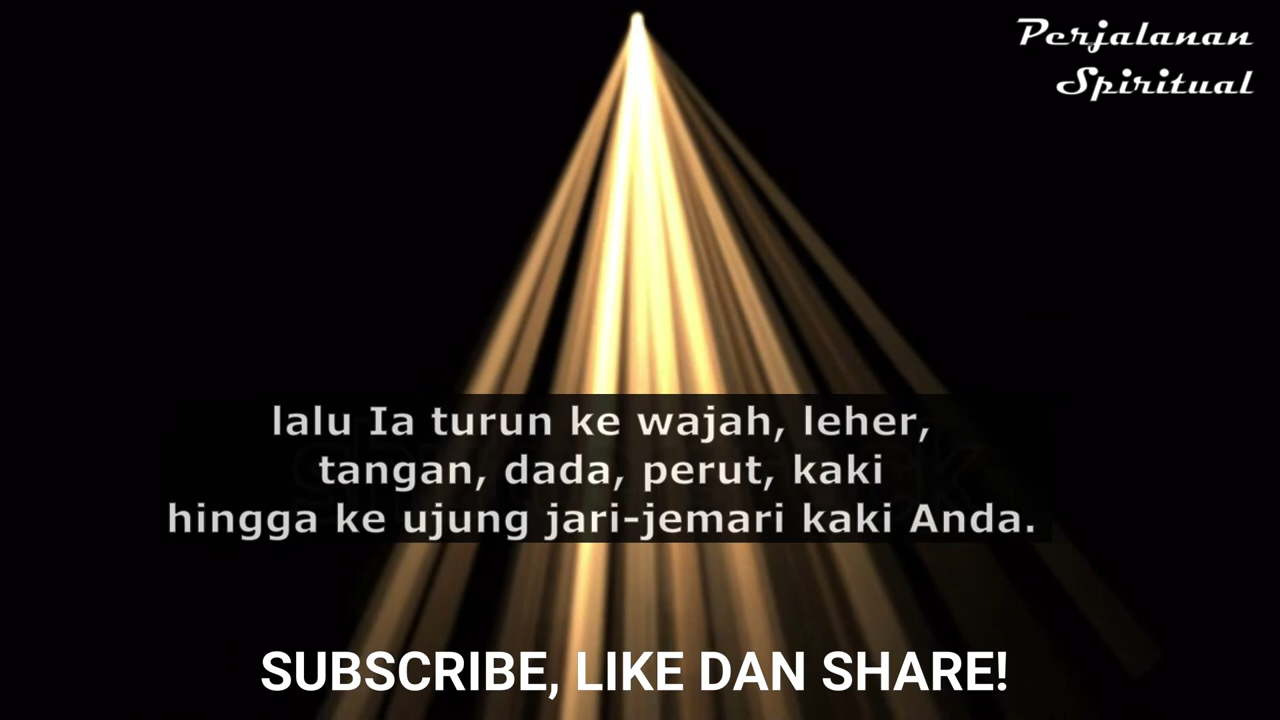 Perjalanan
Spiritual
lalu Ia turun ke wajah, leher,
tangan, dada, perut, kaki
hingga ke ujung jari-jemari kaki Anda.
SUBSCRIBE, LIKE DAN SHARE!